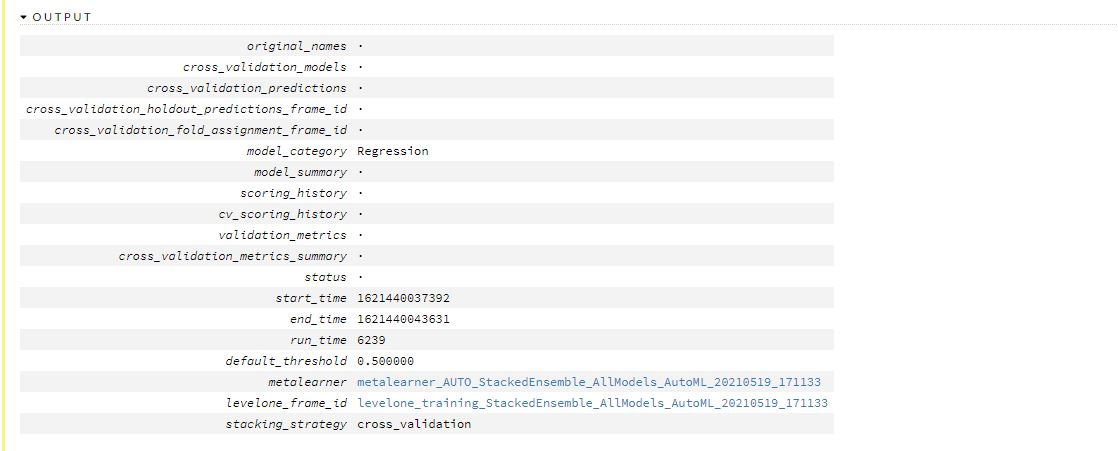 ▾ OUTPUT
original_names ·
cross_validation_models ·
cross_validation_predictions ·
cross_validation_holdout_predictions_frame_id ·
cross_validation_fold_assignment_frame_id ·
model_category Regression
model_summary ·
scoring_history ·
cv_scoring_history ·
validation_metrics ·
cross_validation_metrics_summary ·
status ·
start_time 1621440037392
end_time 1621440043631
run_time 6239
default_threshold 0.500000
metalearner metalearner_AUTO_StackedEnsemble_AllModels_AutoML_20210519_171133
levelone_frame_id levelone_training_StackedEnsemble_AllModels_AutoML_20210519_171133
stacking_strategy cross_validation